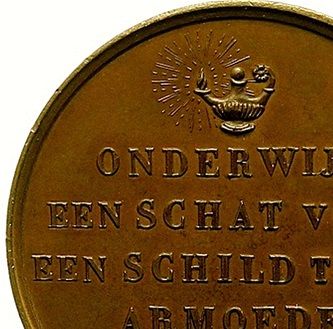 ONDERWIJ
EEN SCHAT V
EEN SCHILD T
ARMOEDE